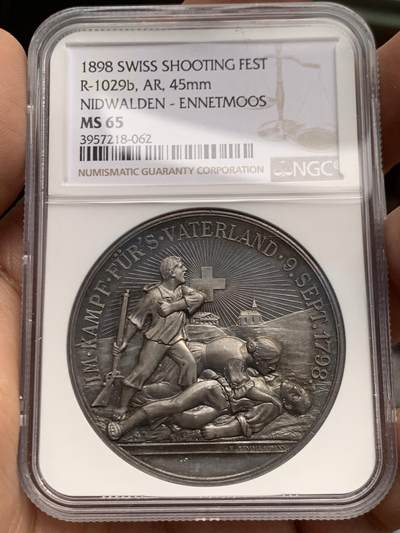 1898 SWISS SHOOTING FEST
R-1029b, AR, 45mm
NIDWALDEN - ENNETMOOS
MS 65
3957218-062
NUMISMATIC GUARANTY CORPORATION
NGC
IM·KAMPF·FÜR'S·VATERLAND·9.SEPT.1798